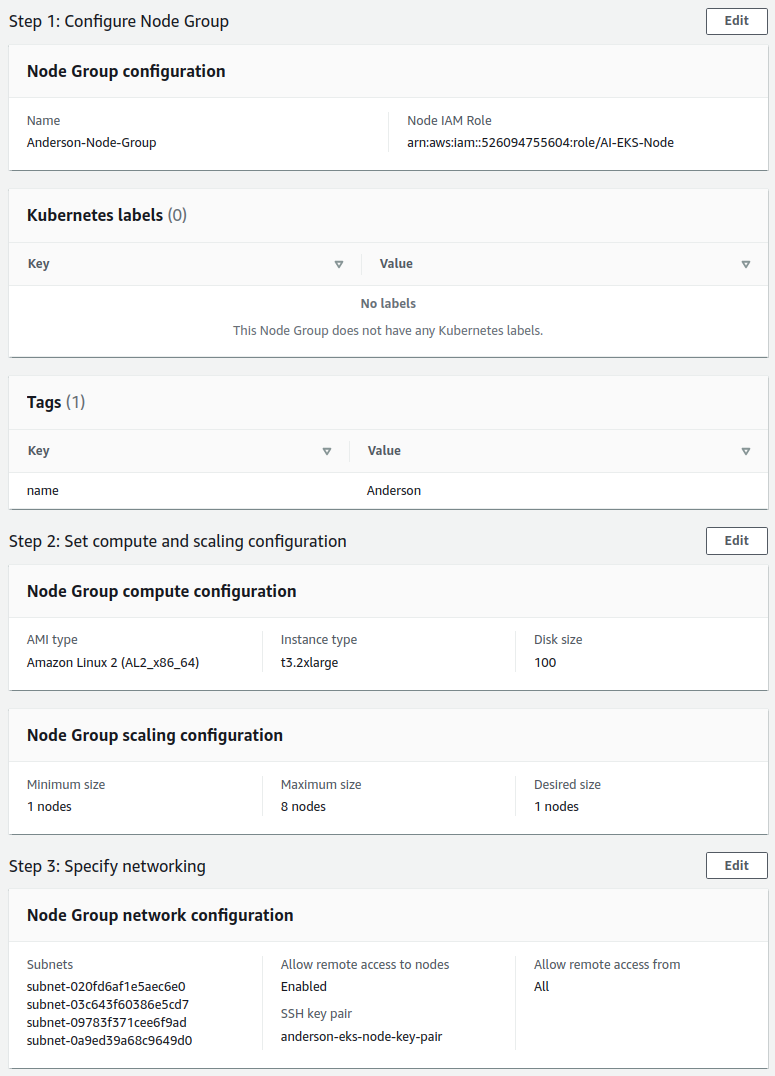 Step 1: Configure Node Group
Edit
Node Group configuration
Name
Node IAM Role
Anderson-Node-Group
arn:aws:iam::526094755604:role/AI-EKS-Node
Kubernetes labels (0)
Key
Value
No labels
This Node Group does not have any Kubernetes labels.
Tags (1)
Key
Value
name
Anderson
Step 2: Set compute and scaling configuration
Edit
Node Group compute configuration
AMI type
Instance type
Disk size
Amazon Linux 2 (AL2_x86_64)
t3.2xlarge
100
Node Group scaling configuration
Minimum size
Maximum size
Desired size
1 nodes
8 nodes
1 nodes
Step 3: Specify networking
Edit
Node Group network configuration
Subnets
subnet-020fd6af1e5aec6e0
subnet-03c643f60386e5cd7
subnet-09783f371cee6f9ad
subnet-0a9ed39a68c9649d0
Allow remote access to nodes
Enabled
SSH key pair
anderson-eks-node-key-pair
Allow remote access from
All